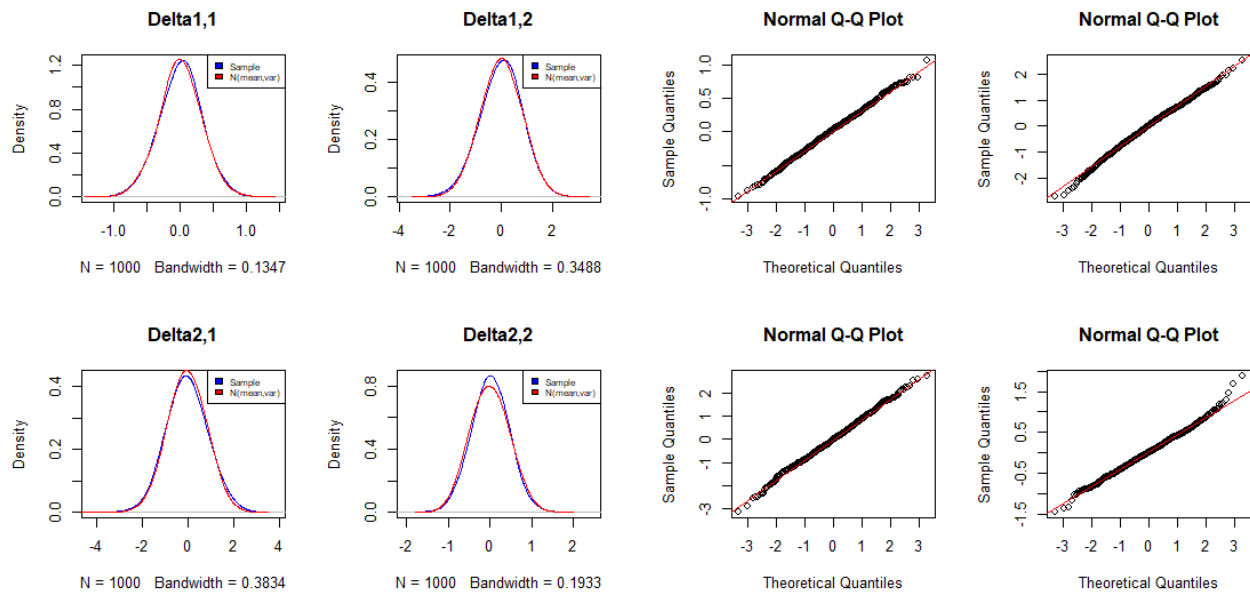 Delta1,1
Density
0.0 0.4 0.8 1.2
Sample
N(mean,var)
-1.0 0.0 1.0
N = 1000 Bandwidth = 0.1347
Delta1,2
Density
0.0 0.2 0.4
Sample
N(mean,var)
-4 -2 0 2
N = 1000 Bandwidth = 0.3488
Normal Q-Q Plot
Sample Quantiles
-1.0 0.0 0.5 1.0
-3 -2 -1 0 1 2 3
Theoretical Quantiles
Normal Q-Q Plot
Sample Quantiles
-2 -1 0 1 2
-3 -2 -1 0 1 2 3
Theoretical Quantiles
Delta2,1
Density
0.0 0.2 0.4
Sample
N(mean,var)
-4 -2 0 2 4
N = 1000 Bandwidth = 0.3834
Delta2,2
Density
0.0 0.4 0.8
Sample
N(mean,var)
-2 -1 0 1 2
N = 1000 Bandwidth = 0.1933
Normal Q-Q Plot
Sample Quantiles
-3 -1 0 1 2
-3 -2 -1 0 1 2 3
Theoretical Quantiles
Normal Q-Q Plot
Sample Quantiles
-1.5 -0.5 0.5 1.5
-3 -2 -1 0 1 2 3
Theoretical Quantiles